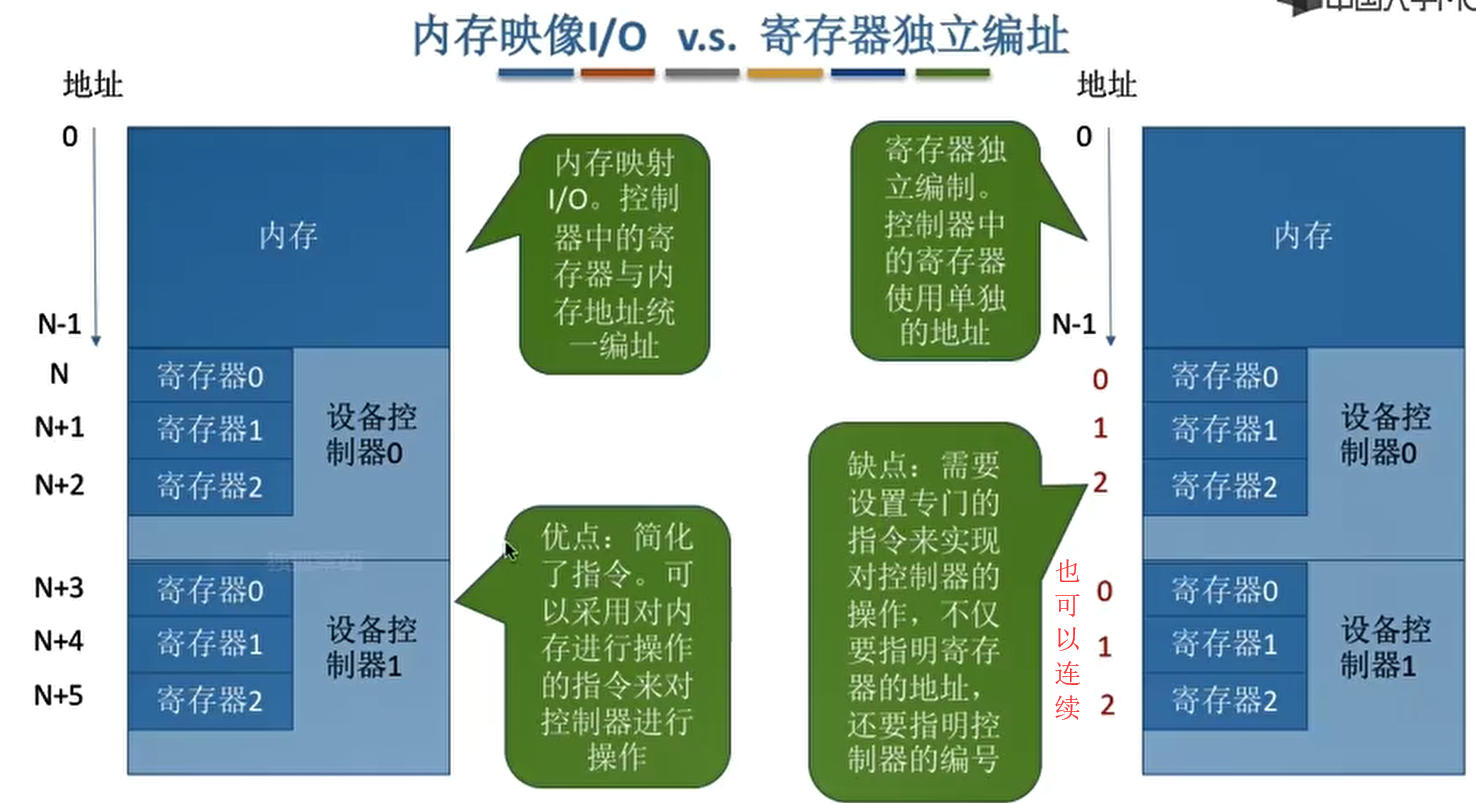 内存映像I/O v.s. 寄存器独立编址
地址
0
内存
N-1
N
寄存器0
N+1
寄存器1
N+2
寄存器2
设备控
制器0
N+3
寄存器0
N+4
寄存器1
N+5
寄存器2
设备控
制器1
内存映射
I/O。控制
器中的寄
存器与内
存地址统
一编址
优点：简化
了指令。可
以采用对内
存进行操作
的指令来对
控制器进行
操作
寄存器独
立编制。
控制器中
的寄存器
使用单独
的地址
缺点：需要
设置专门的
指令来实现
对控制器的
操作，不仅
要指明寄存
器的地址，
还要指明控
制器的编号
也
可
以
连
续
地址
0
内存
N-1
0
寄存器0
1
寄存器1
2
寄存器2
设备控
制器0
0
寄存器0
1
寄存器1
2
寄存器2
设备控
制器1